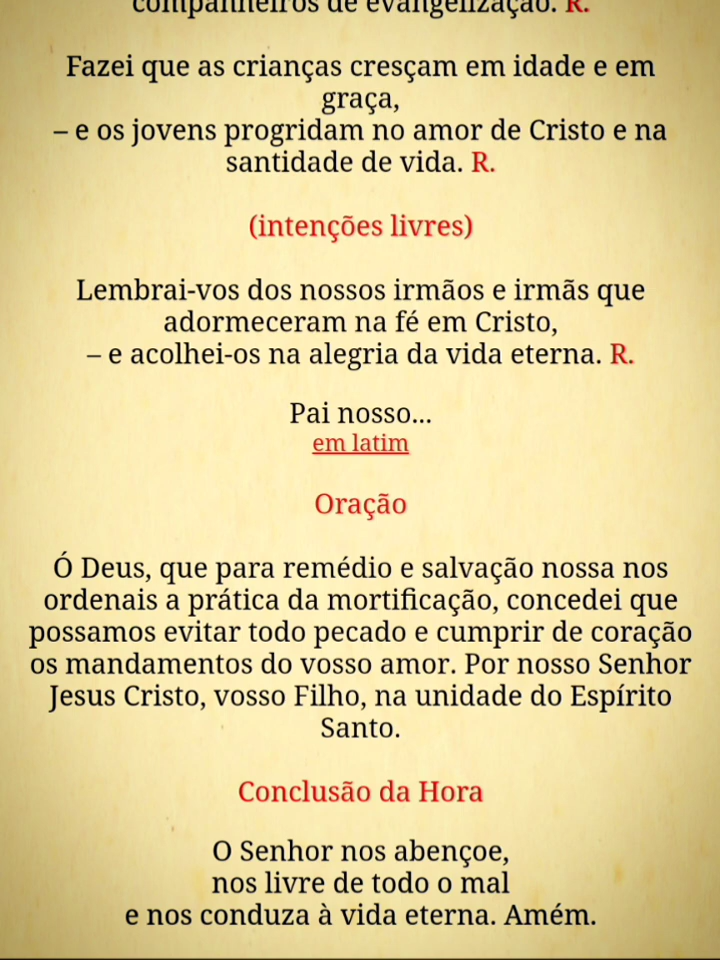 companheiros de evangelização. R.
Fazei que as crianças cresçam em idade e em
graça,
– e os jovens progridam no amor de Cristo e na
santidade de vida. R.
(intenções livres)
Lembrai-vos dos nossos irmãos e irmãs que
adormeceram na fé em Cristo,
– e acolhei-os na alegria da vida eterna. R.
Pai nosso...
em latim
Oração
Ó Deus, que para remédio e salvação nossa nos
ordenais a prática da mortificação, concedei que
possamos evitar todo pecado e cumprir de coração
os mandamentos do vosso amor. Por nosso Senhor
Jesus Cristo, vosso Filho, na unidade do Espírito
Santo.
Conclusão da Hora
O Senhor nos abençoe,
nos livre de todo o mal
e nos conduza à vida eterna. Amém.